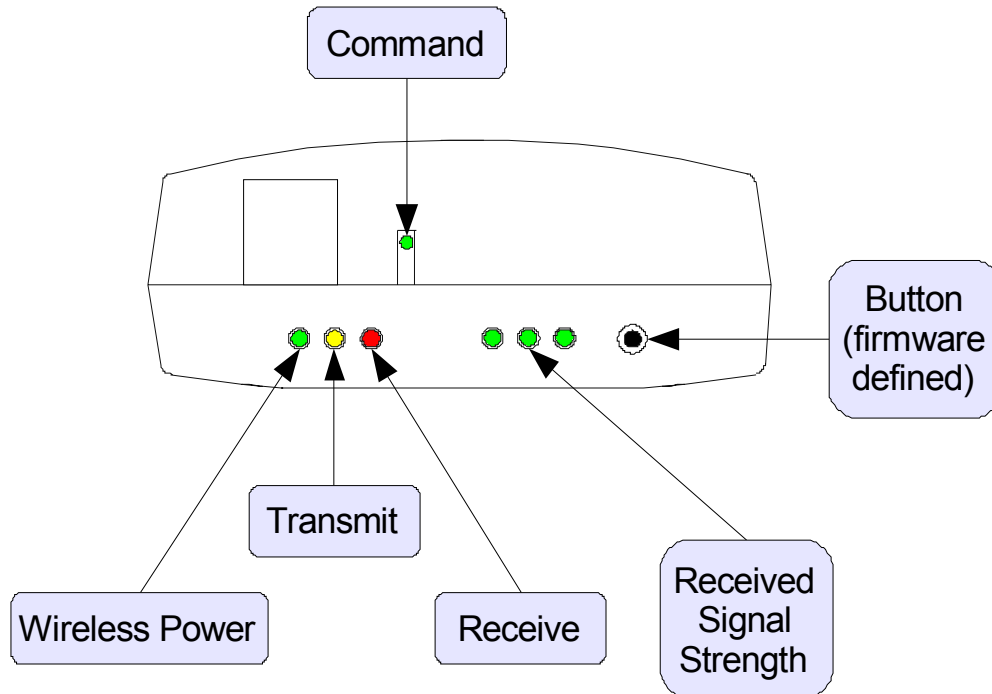 Command
Button
(firmware
defined)
Transmit
Wireless Power
Receive
Received
Signal
Strength